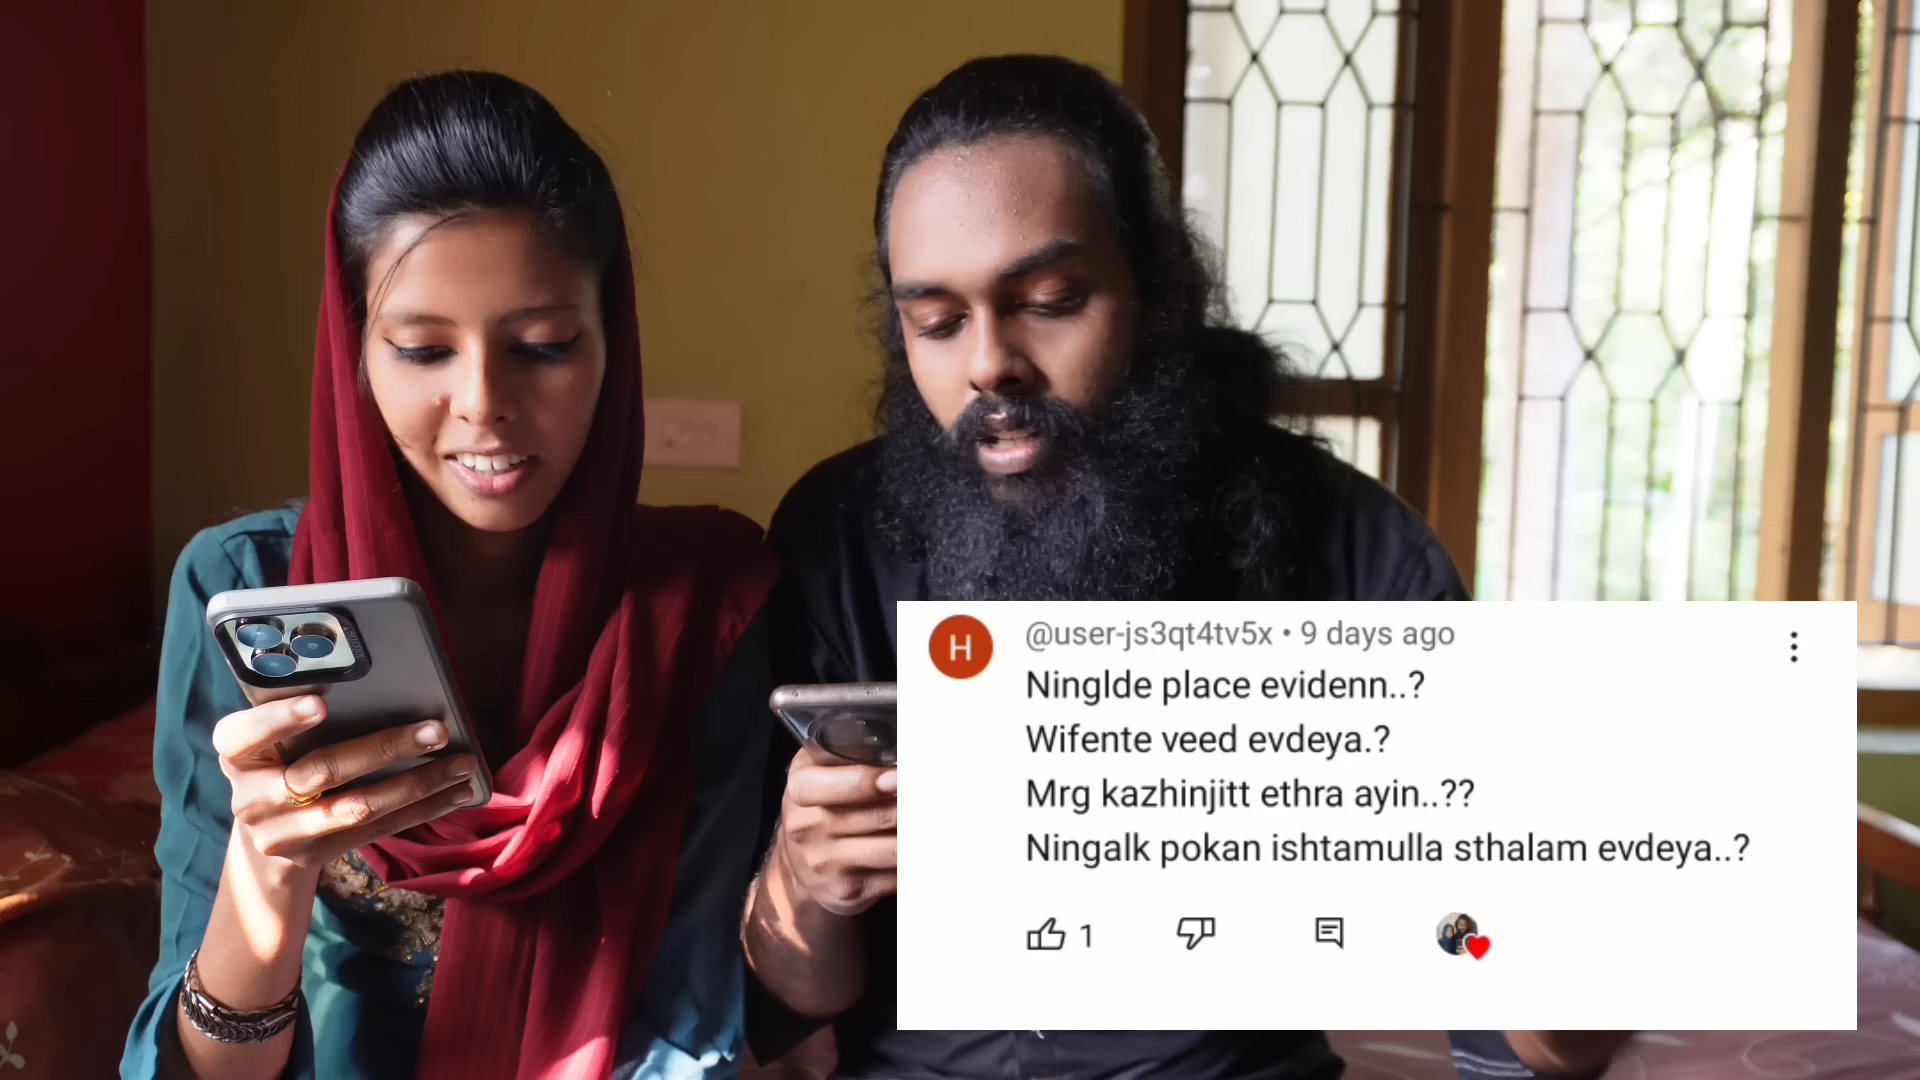 H
@user-js3qt4tv5x • 9 days ago
Ninglde place evidenn..?
Wifente veed evdeya.?
Mrg kazhinjitt ethra ayin..??
Ningalk pokan ishtamulla sthalam evdeya..?
1